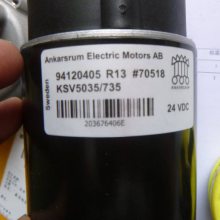 Ankarsrum Electric Motors AB
94120405 R13 #70518
KSV5035/735
Sweden
24 VDC
203676406E